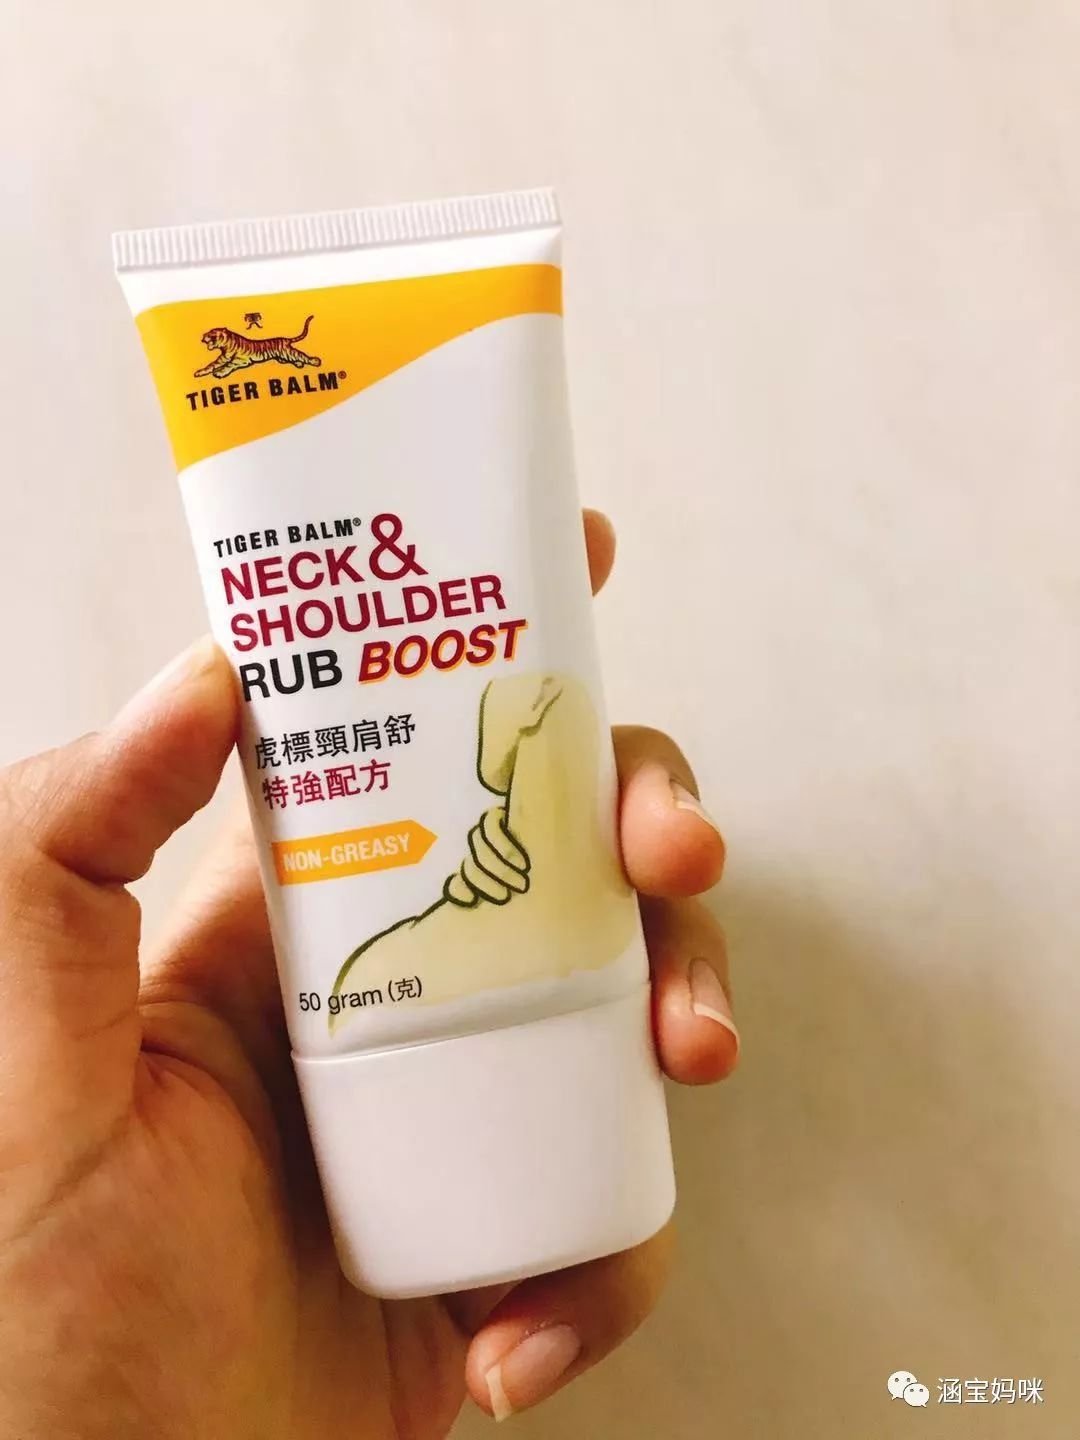 虎
TIGER BALM®
TIGER BALM®
NECK &
SHOULDER
RUB BOOST
虎標頸肩舒
特強配方
NON-GREASY
50 gram (克)
涵宝妈咪